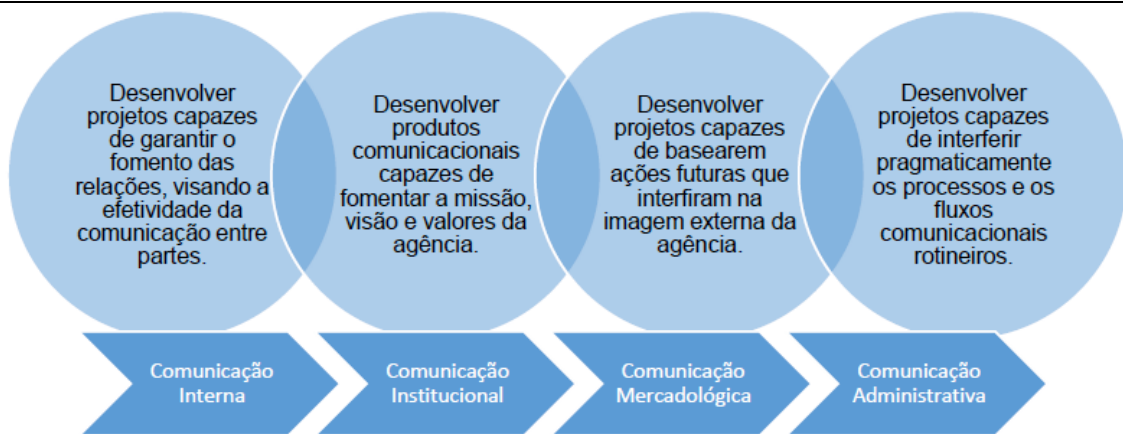 Desenvolver
projetos capazes
de garantir o
fomento das
relações, visando a
efetividade da
comunicação entre
partes.
Desenvolver
produtos
comunicacionais
capazes de
fomentar a missão,
visão e valores da
agência.
Desenvolver
projetos capazes
de basearem
ações futuras que
interfiram na
imagem externa da
agência.
Desenvolver
projetos capazes
de interferir
pragmaticamente
os processos e os
fluxos
comunicacionais
rotineiros.
Comunicação
Interna
Comunicação
Institucional
Comunicação
Mercadológica
Comunicação
Administrativa